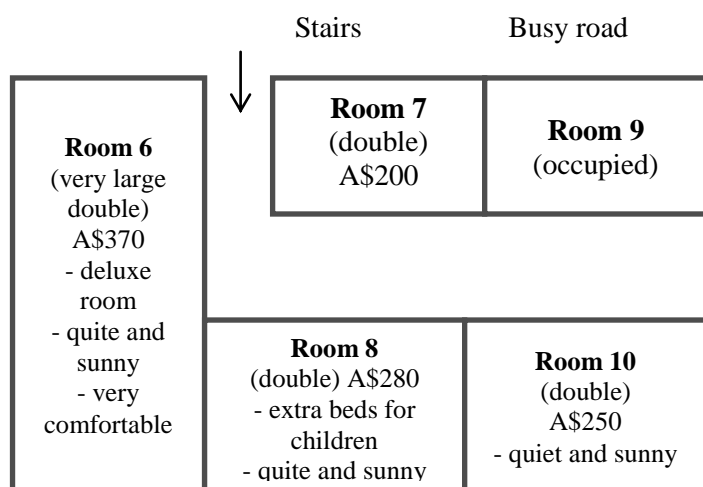 Stairs
Busy road
Room 6
(very large
double)
A$370
- deluxe
room
- quite and
sunny
- very
comfortable
Room 7
(double)
A$200
Room 9
(occupied)
Room 8
(double) A$280
- extra beds for
children
- quite and sunny
Room 10
(double)
A$250
- quiet and sunny